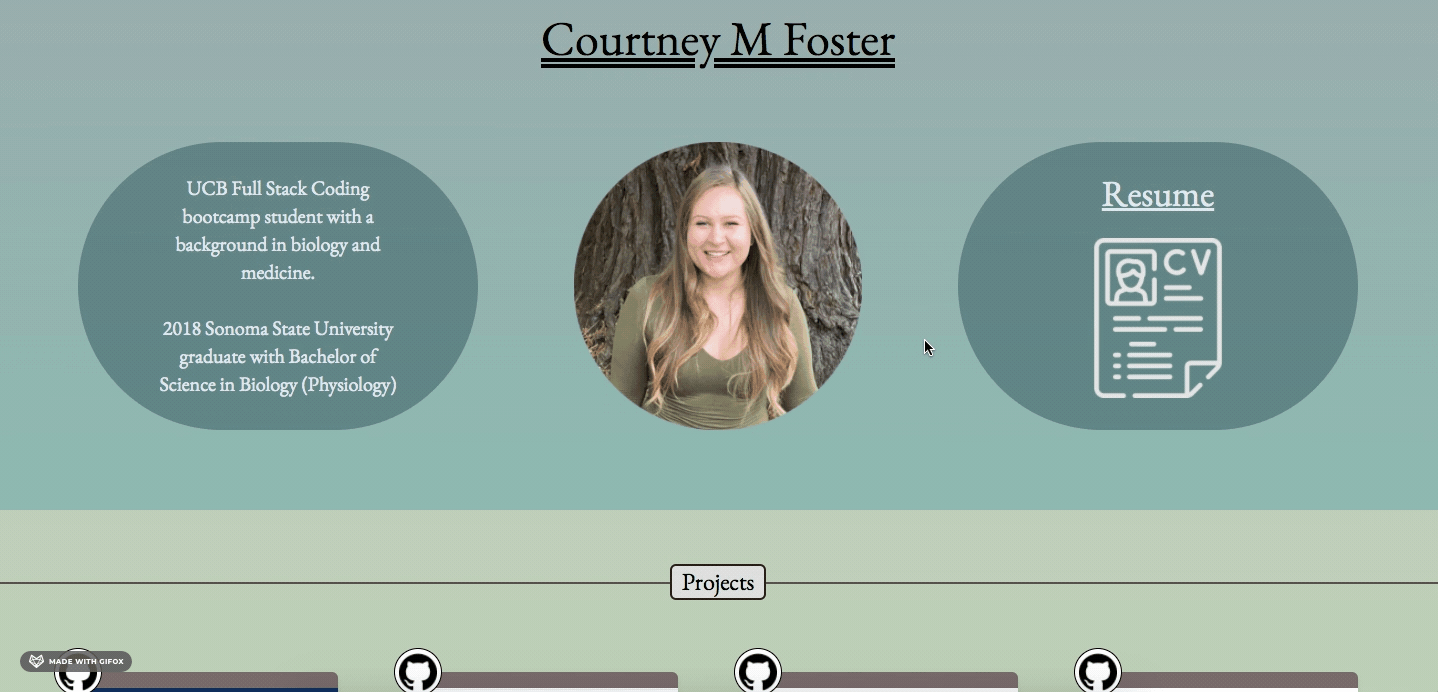 Courtney M Foster
UCB Full Stack Coding
bootcamp student with a
background in biology and
medicine.
2018 Sonoma State University
graduate with Bachelor of
Science in Biology (Physiology)
Resume
CV
Projects
MADE WITH GIFOX